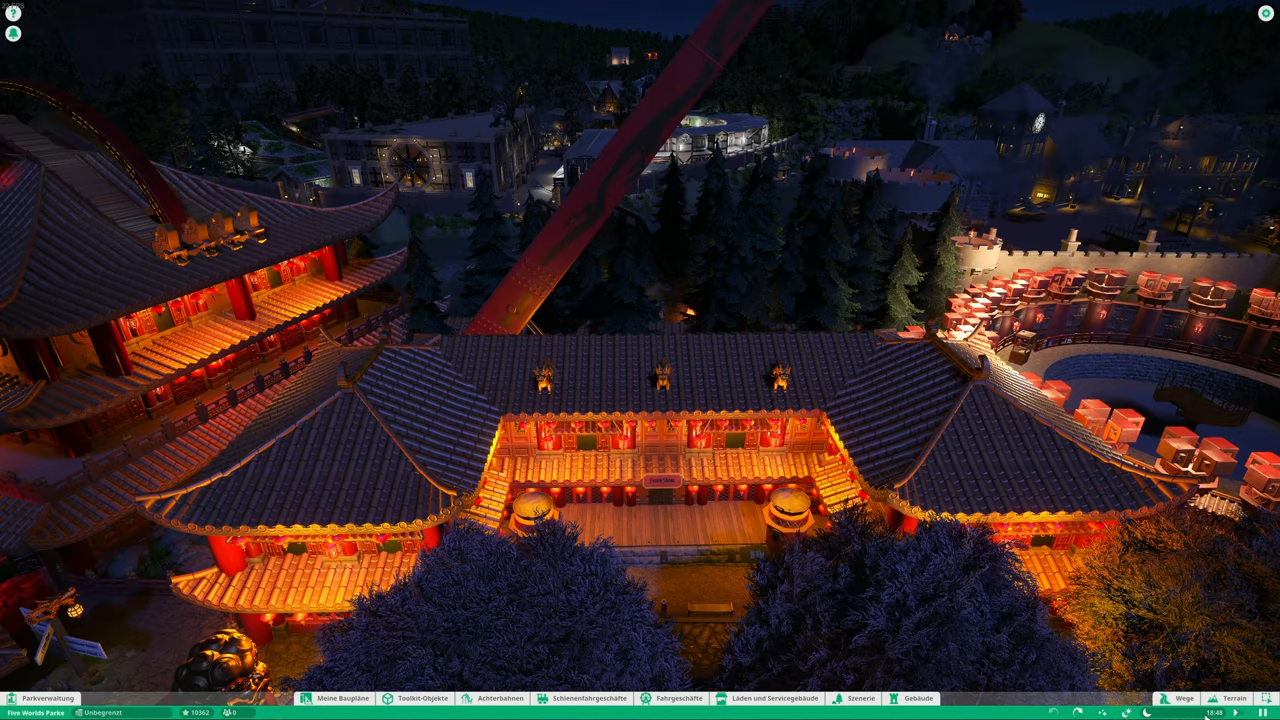 Parkverwaltung
Meine Baupläne
Toolkit-Objekte
Achterbahnen
Schienenfahrgeschäfte
Fahrgeschäfte
Läden und Servicegebäude
Szenerie
Gebäude
Wege
Terrain
Five Worlds Parke
Unbegrenzt
10362
0
18:48